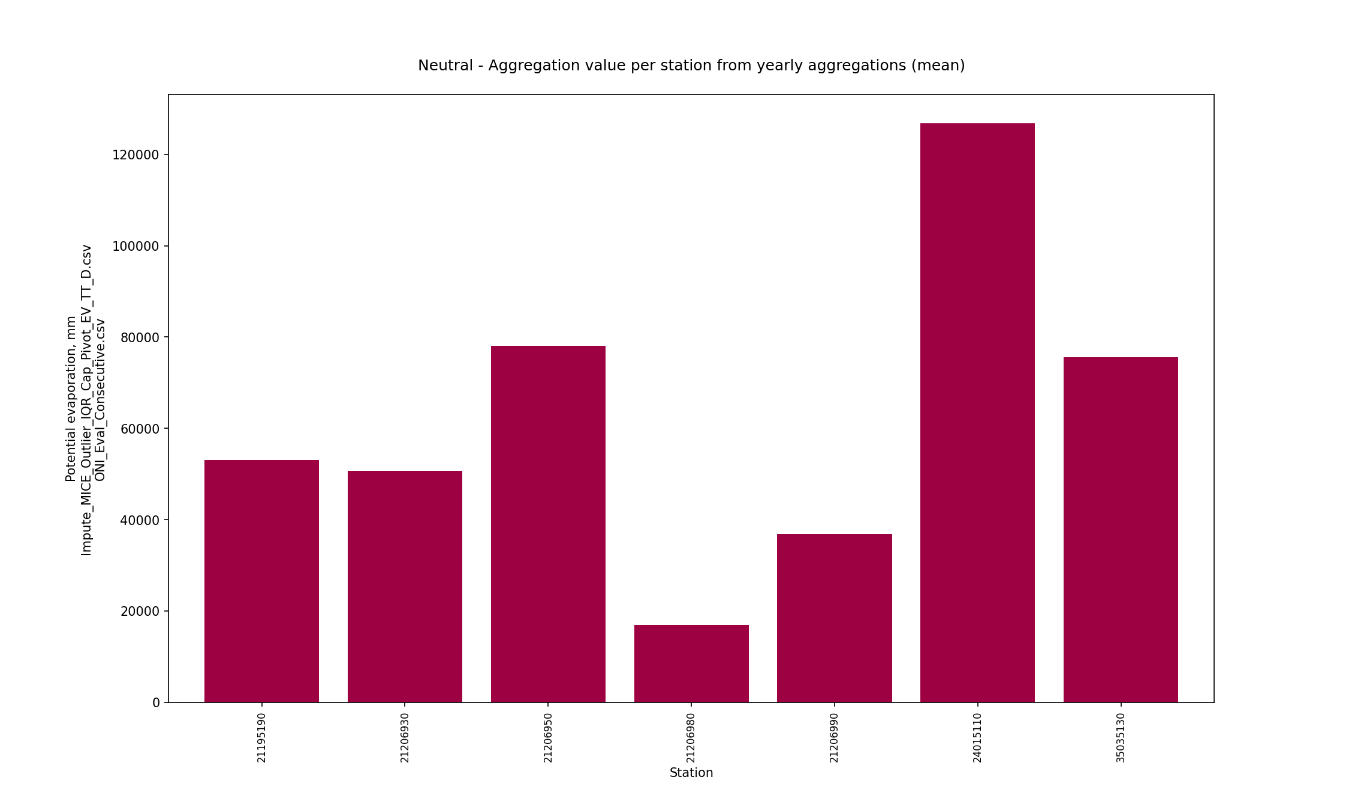 Neutral - Aggregation value per station from yearly aggregations (mean)
Potential evaporation, mm
Impute_MICE_Outlier_IQR_Cap_Pivot_EV_TT_D.csv
ONI_Eval_Consecutive.csv
120000
100000
80000
60000
40000
20000
0
21195190
21206930
21206950
21206980
21206990
24015110
35035130
Station